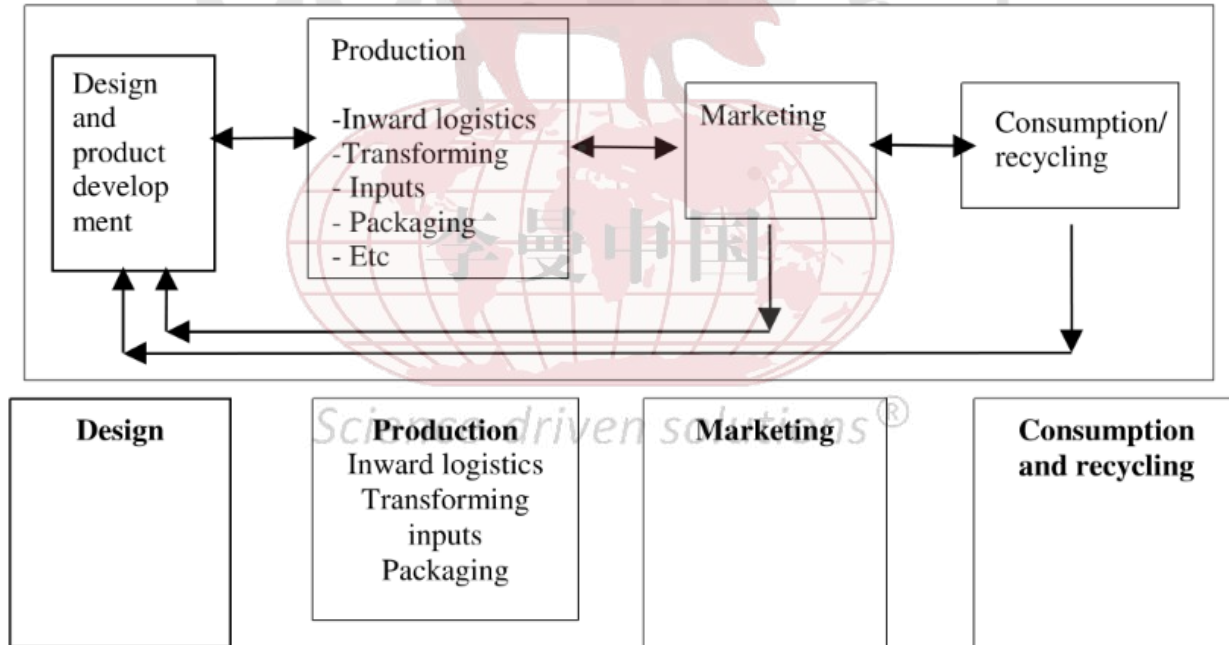 Design
and
product
develop
ment
Production
-Inward logistics
-Transforming
- Inputs
- Packaging
- Etc
Marketing
Consumption/
recycling
李曼中国
Science driven solutions®
Design
Production
Inward logistics
Transforming
inputs
Packaging
Marketing
Consumption
and recycling